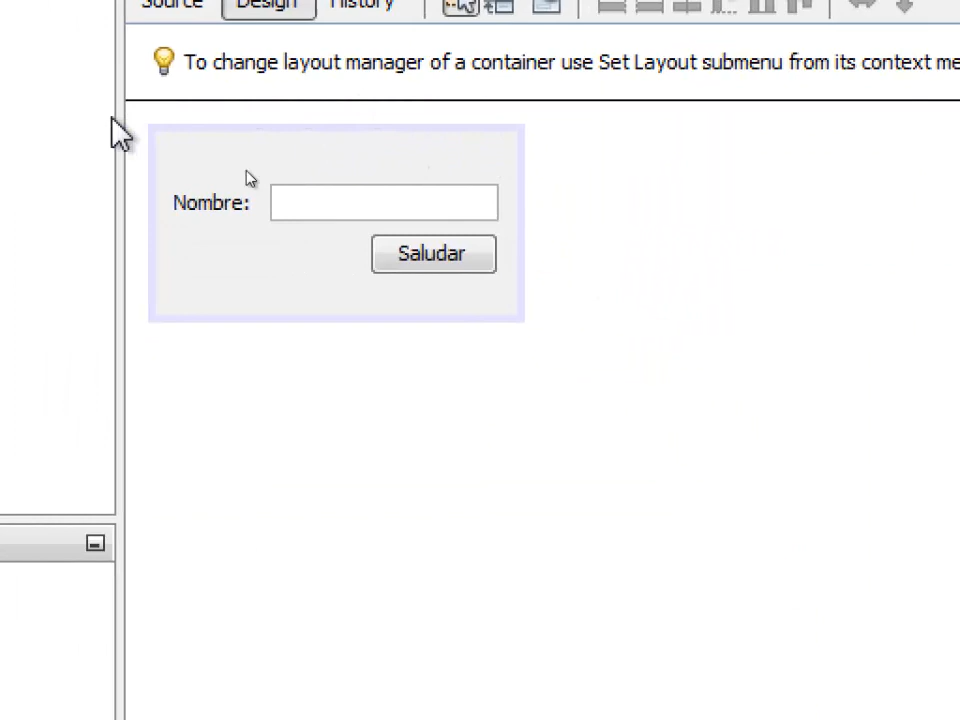 Source Design History
To change layout manager of a container use Set Layout submenu from its context me
Nombre:
Saludar